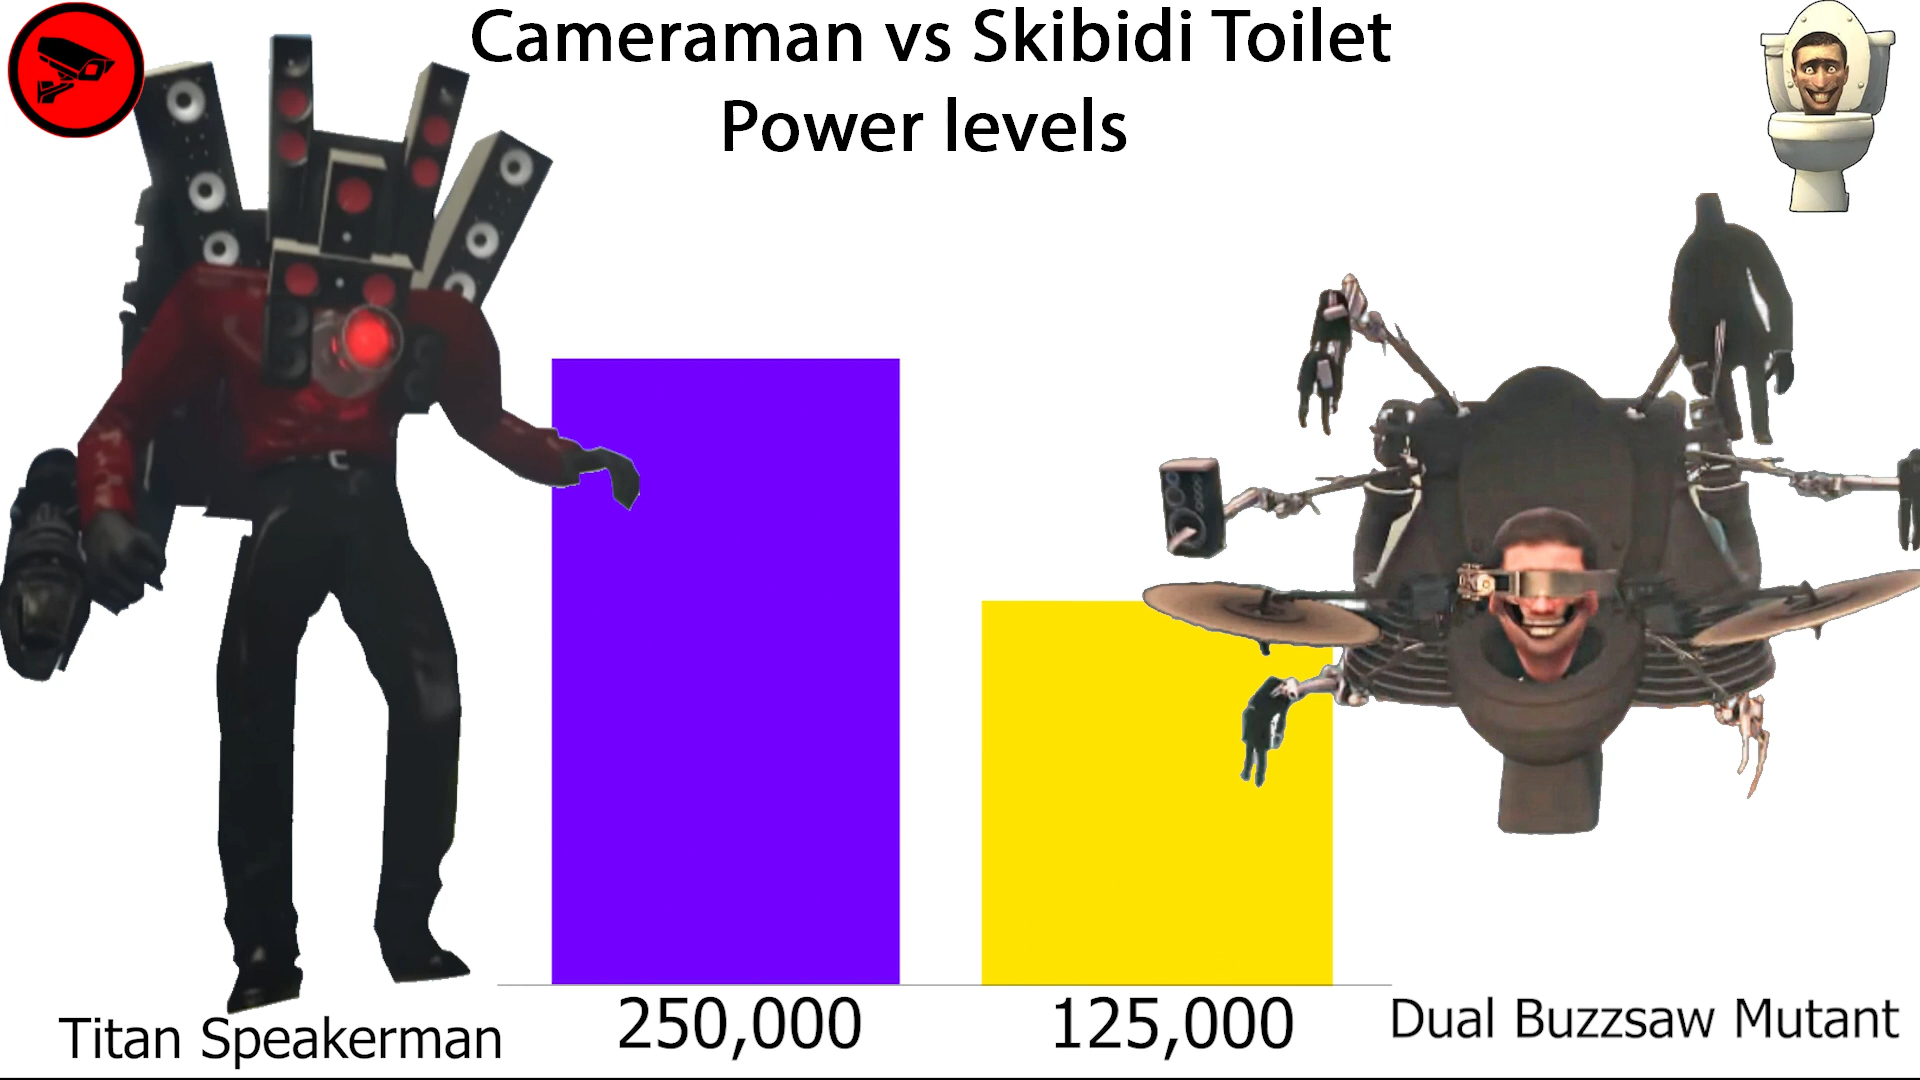 Cameraman vs Skibidi Toilet
Power levels
Titan Speakerman
250,000
125,000
Dual Buzzsaw Mutant